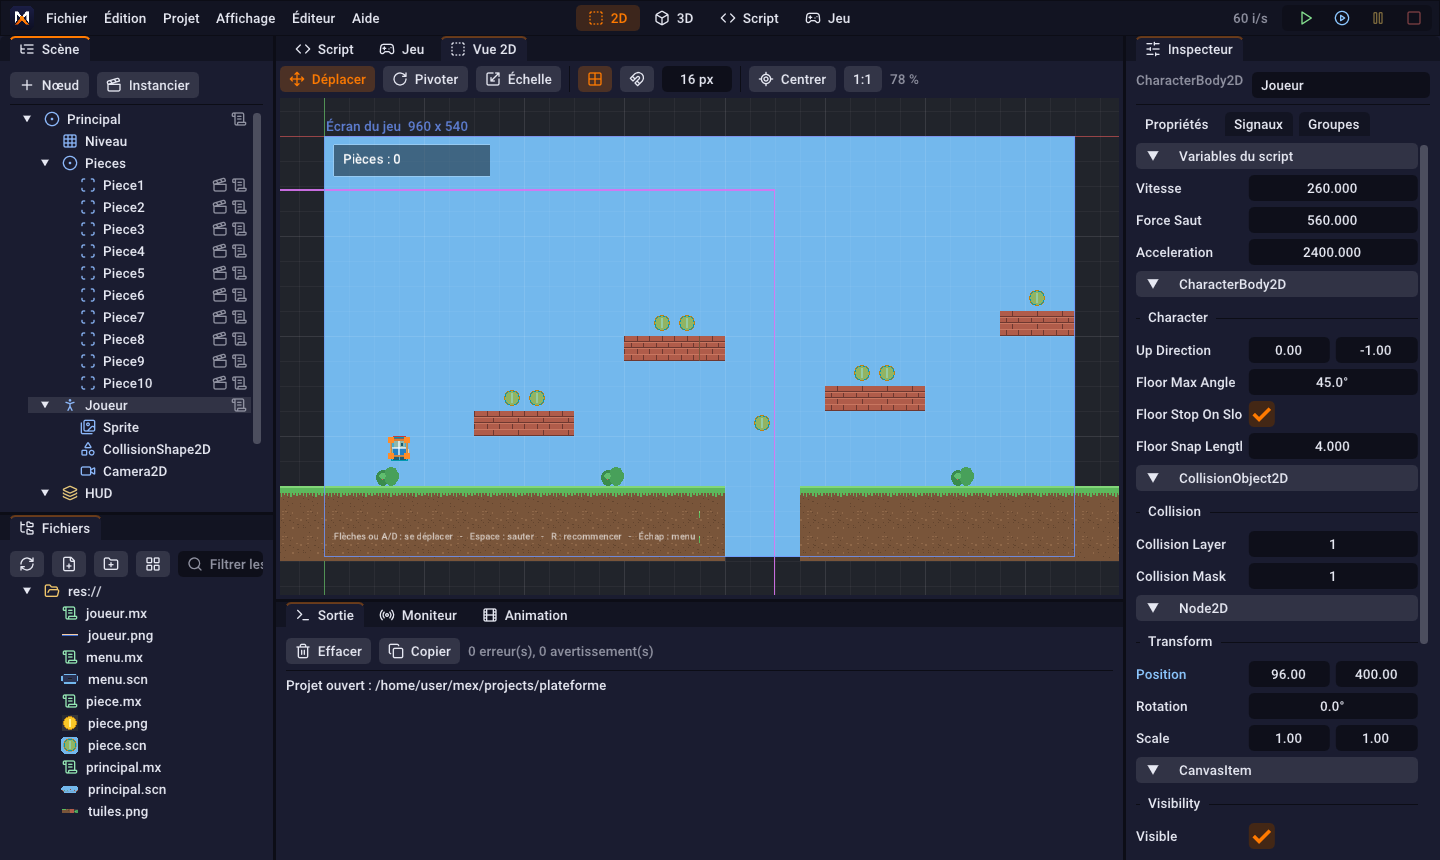 Fichier Édition Projet Affichage Éditeur Aide 2D 3D Script Jeu 60 i/s
Scène
Nœud Instancier
Principal
Niveau
Pieces
Piece1
Piece2
Piece3
Piece4
Piece5
Piece6
Piece7
Piece8
Piece9
Piece10
Joueur
Sprite
CollisionShape2D
Camera2D
HUD
Fichiers
Filtrer les
res://
joueur.mx
joueur.png
menu.mx
menu.scn
piece.mx
piece.png
piece.scn
principal.mx
principal.scn
tuiles.png
Script Jeu Vue 2D
Déplacer Pivoter Échelle 16 px Centrer 1:1 78 %
Écran du jeu 960 x 540
Pièces : 0
Flèches ou A/D : se déplacer - Espace : sauter - R : recommencer - Échap : menu
Sortie Moniteur Animation
Effacer Copier 0 erreur(s), 0 avertissement(s)
Projet ouvert : /home/user/mex/projects/plateforme
Inspecteur
CharacterBody2D Joueur
Propriétés Signaux Groupes
Variables du script
Vitesse 260.000
Force Saut 560.000
Acceleration 2400.000
CharacterBody2D
Character
Up Direction 0.00 -1.00
Floor Max Angle 45.0°
Floor Stop On Slo
Floor Snap Lengtl 4.000
CollisionObject2D
Collision
Collision Layer 1
Collision Mask 1
Node2D
Transform
Position 96.00 400.00
Rotation 0.0°
Scale 1.00 1.00
CanvasItem
Visibility
Visible